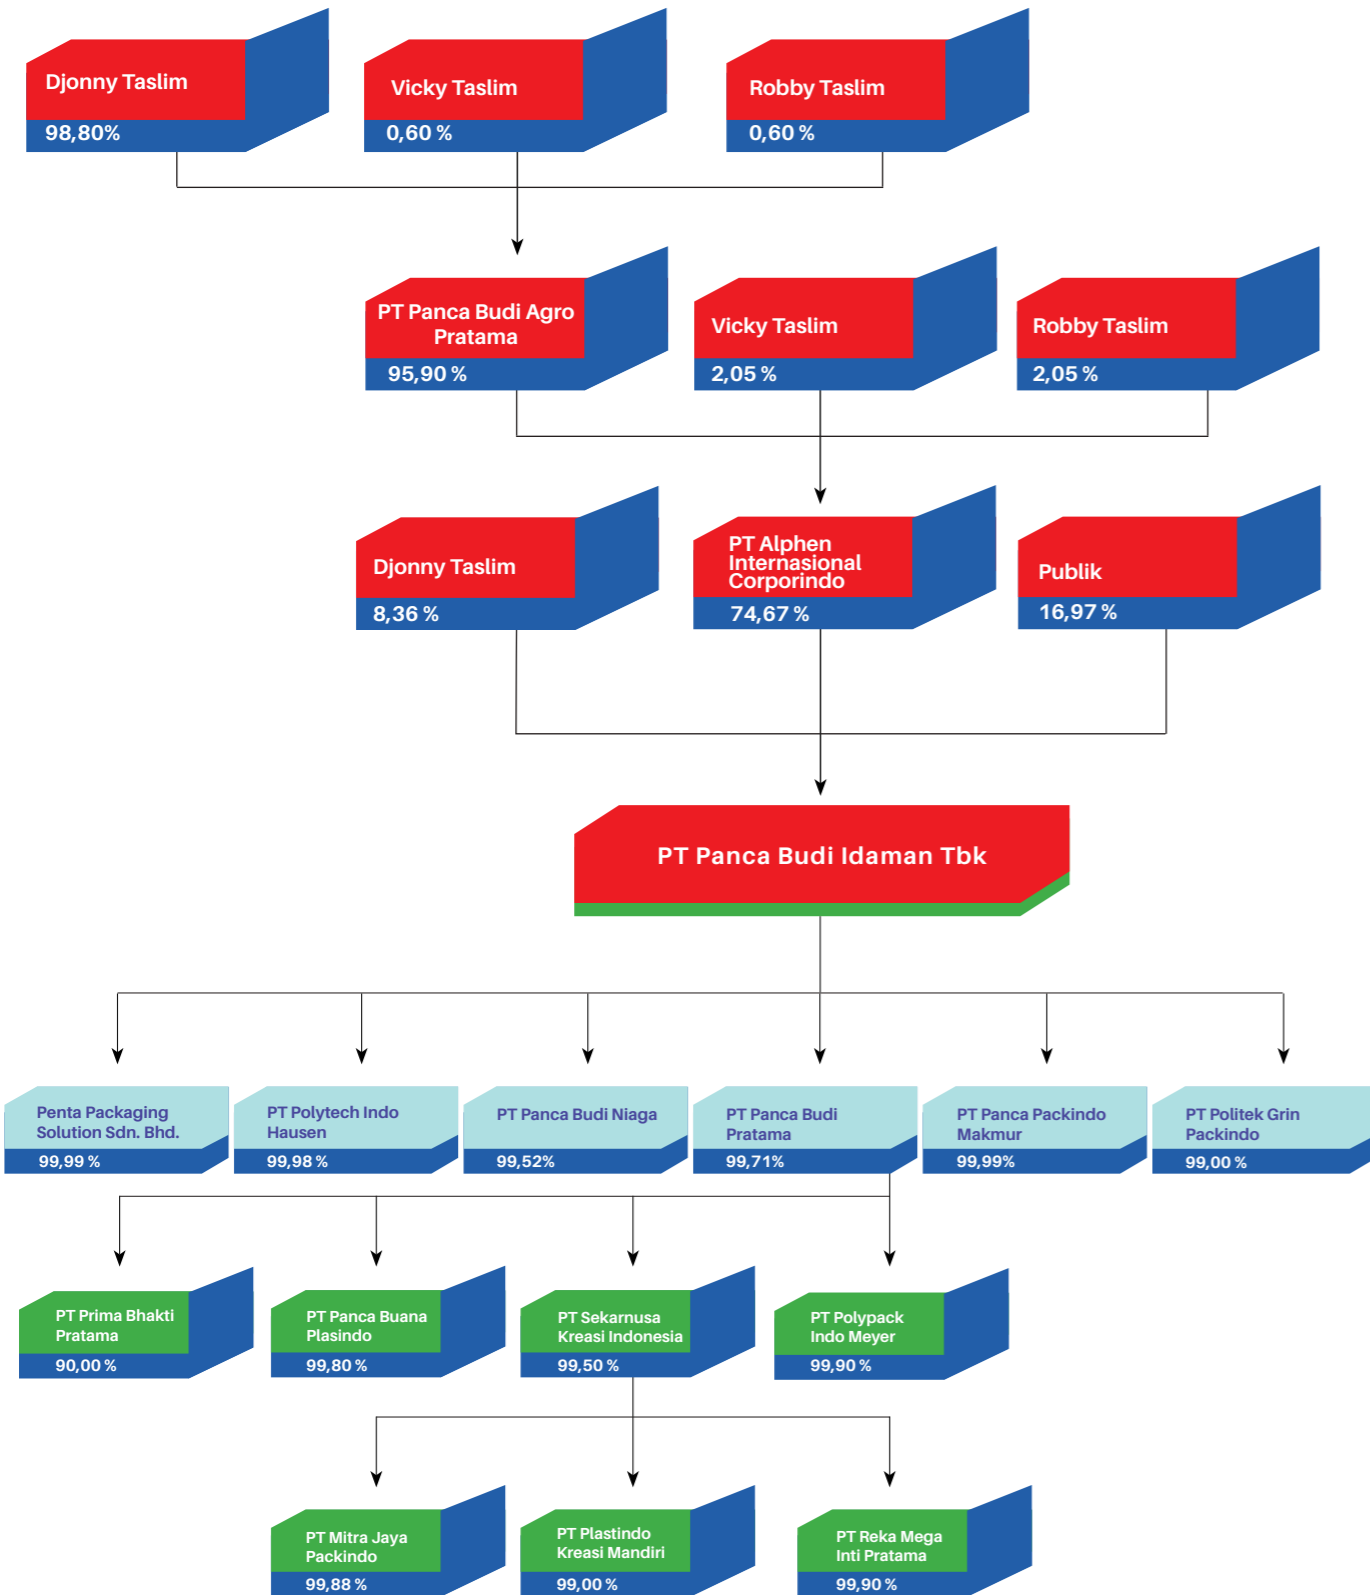 Djonny Taslim
98,80%
Vicky Taslim
0,60 %
Robby Taslim
0,60 %
PT Panca Budi Agro
Pratama
95,90 %
Vicky Taslim
2,05 %
Robby Taslim
2,05 %
Djonny Taslim
8,36 %
PT Alphen
Internasional
Corporindo
74,67 %
Publik
16,97 %
PT Panca Budi Idaman Tbk
Penta Packaging
Solution Sdn. Bhd.
99,99 %
PT Polytech Indo
Hausen
99,98 %
PT Panca Budi Niaga
99,52%
PT Panca Budi
Pratama
99,71%
PT Panca Packindo
Makmur
99,99%
PT Politek Grin
Packindo
99,00 %
PT Prima Bhakti
Pratama
90,00 %
PT Panca Buana
Plasindo
99,80 %
PT Sekarnusa
Kreasi Indonesia
99,50 %
PT Polypack
Indo Meyer
99,90 %
PT Mitra Jaya
Packindo
99,88 %
PT Plastindo
Kreasi Mandiri
99,00 %
PT Reka Mega
Inti Pratama
99,90 %